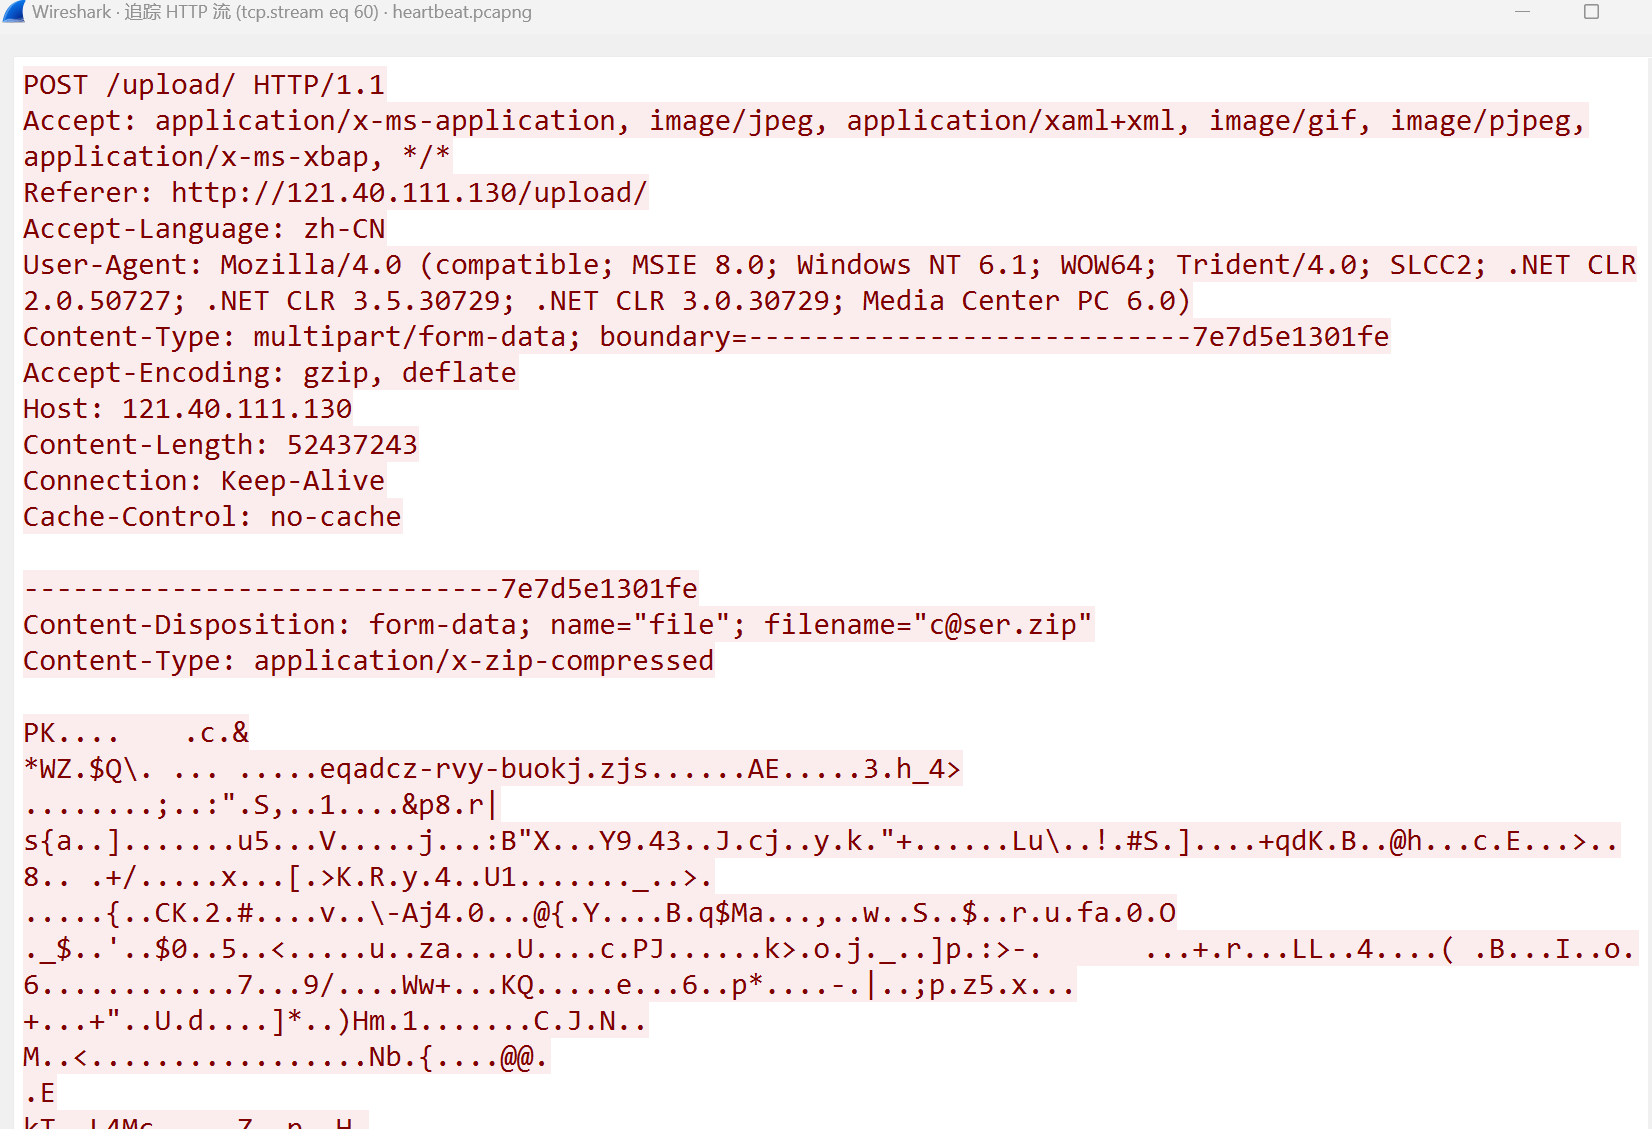 Wireshark · 追踪 HTTP 流 (tcp.stream eq 60) · heartbeat.pcapng
POST /upload/ HTTP/1.1
Accept: application/x-ms-application, image/jpeg, application/xaml+xml, image/gif, image/pjpeg,
application/x-ms-xbap, */*
Referer: http://121.40.111.130/upload/
Accept-Language: zh-CN
User-Agent: Mozilla/4.0 (compatible; MSIE 8.0; Windows NT 6.1; WOW64; Trident/4.0; SLCC2; .NET CLR
2.0.50727; .NET CLR 3.5.30729; .NET CLR 3.0.30729; Media Center PC 6.0)
Content-Type: multipart/form-data; boundary=---------------------------7e7d5e1301fe
Accept-Encoding: gzip, deflate
Host: 121.40.111.130
Content-Length: 52437243
Connection: Keep-Alive
Cache-Control: no-cache
-----------------------------7e7d5e1301fe
Content-Disposition: form-data; name="file"; filename="c@ser.zip"
Content-Type: application/x-zip-compressed
PK....    .c.&
*WZ.$Q\. ... .....eqadcz-rvy-buokj.zjs......AE.....3.h_4>
........;..:".S,..1....&p8.r|
s{a..].......u5...V.....j...:B"X...Y9.43..J.cj..y.k."+......Lu\..!.#S.]....+qdK.B..@h...c.E...>..
8.. .+/.....x...[.>K.R.y.4..U1......._..>.
.....{..CK.2.#....v..\-Aj4.0...@{.Y....B.q$Ma...,..w..S..$..r.u.fa.0.O
._$..'..$0..5..<.....u..za....U....c.PJ......k>.o.j._..]p.:>-.      ...+.r...LL..4....( .B...I..o.
6............7...9/....Ww+...KQ.....e...6..p*....-.|..;p.z5.x...
+...+"..U.d....]*..)Hm.1.......C.J.N..
M..<.................Nb.{....@@.
.E